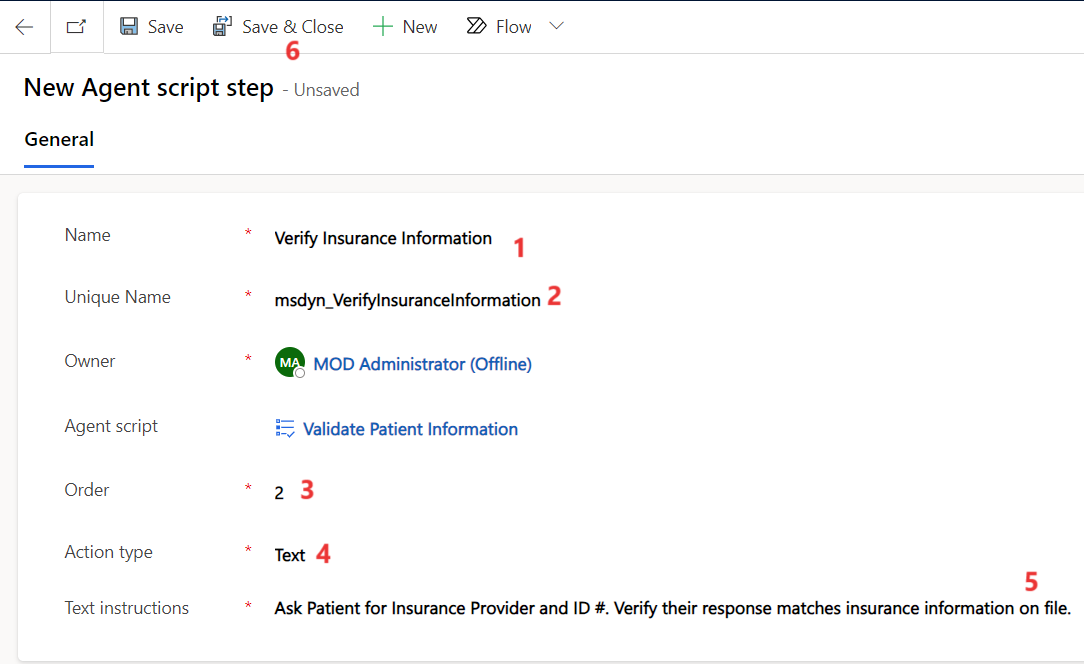 Save Save & Close New Flow
6
New Agent script step - Unsaved
General
Name * Verify Insurance Information 1
Unique Name * msdyn_VerifyInsuranceInformation 2
Owner * MA MOD Administrator (Offline)
Agent script Validate Patient Information
Order * 2 3
Action type * Text 4
5
Text instructions * Ask Patient for Insurance Provider and ID #. Verify their response matches insurance information on file.